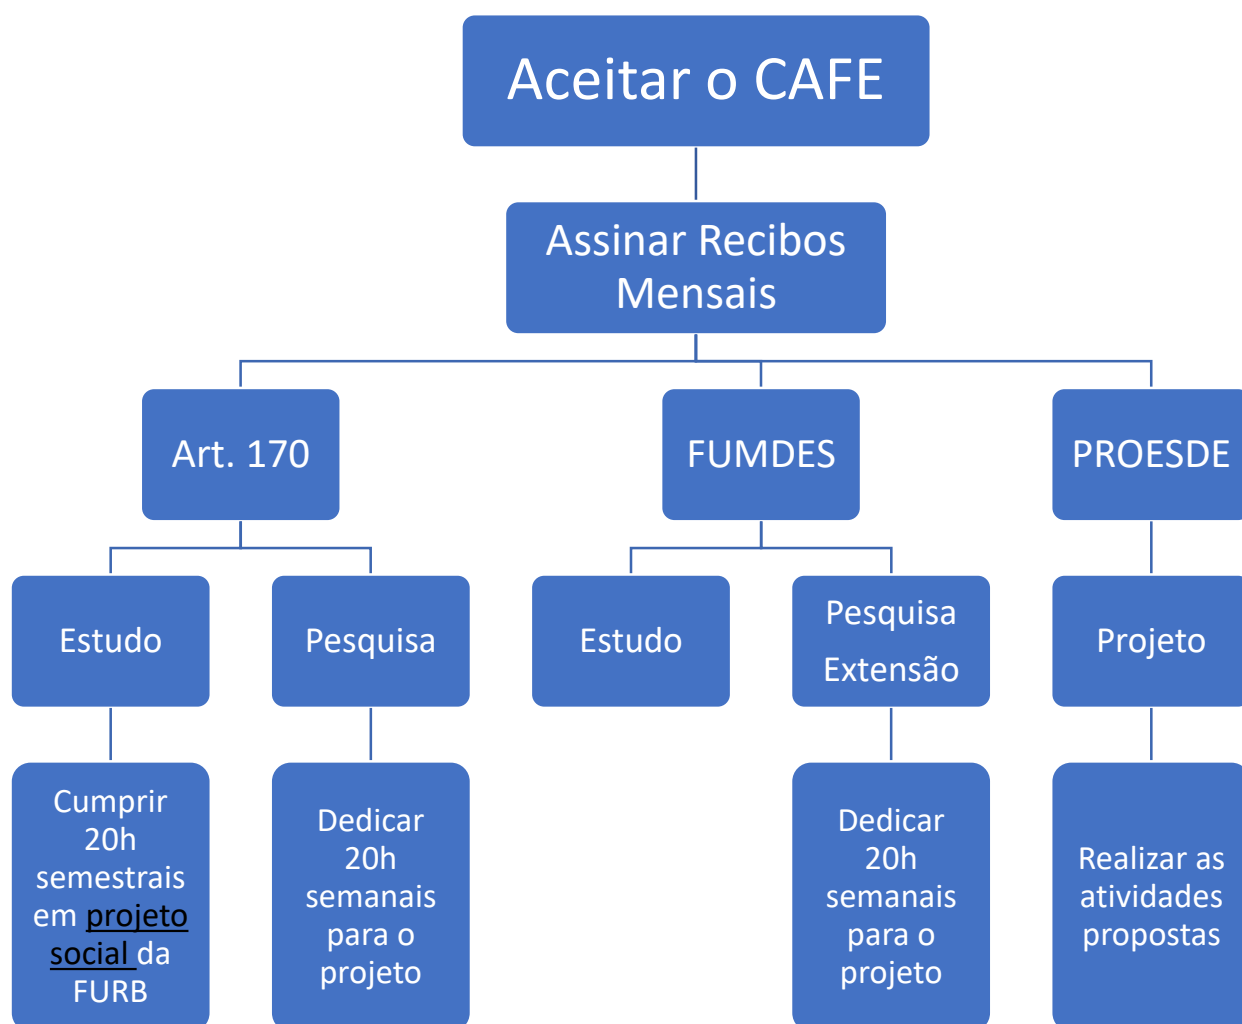 Aceitar o CAFE
Assinar Recibos
Mensais
Art. 170
FUMDES
PROESDE
Estudo
Pesquisa
Estudo
Pesquisa
Extensão
Projeto
Cumprir
20h
semestrais
em projeto
social da
FURB
Dedicar
20h
semanais
para o
projeto
Dedicar
20h
semanais
para o
projeto
Realizar as
atividades
propostas